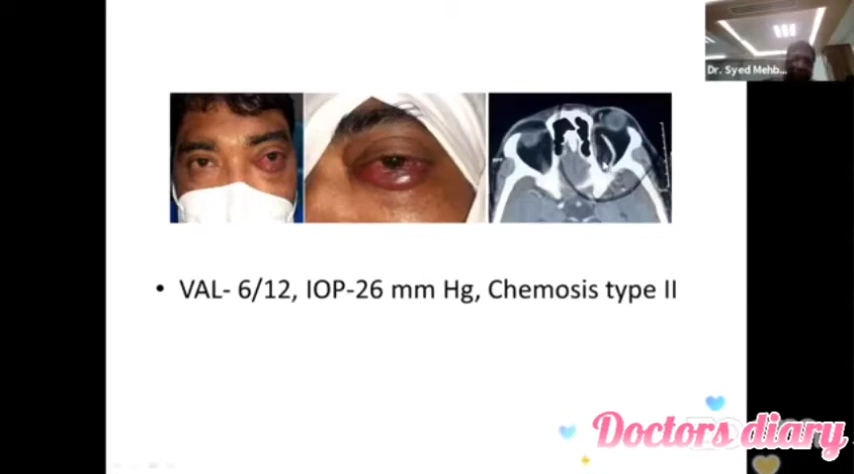 Dr. Syed Mehb...
• VAL- 6/12, IOP-26 mm Hg, Chemosis type II
Doctors diary